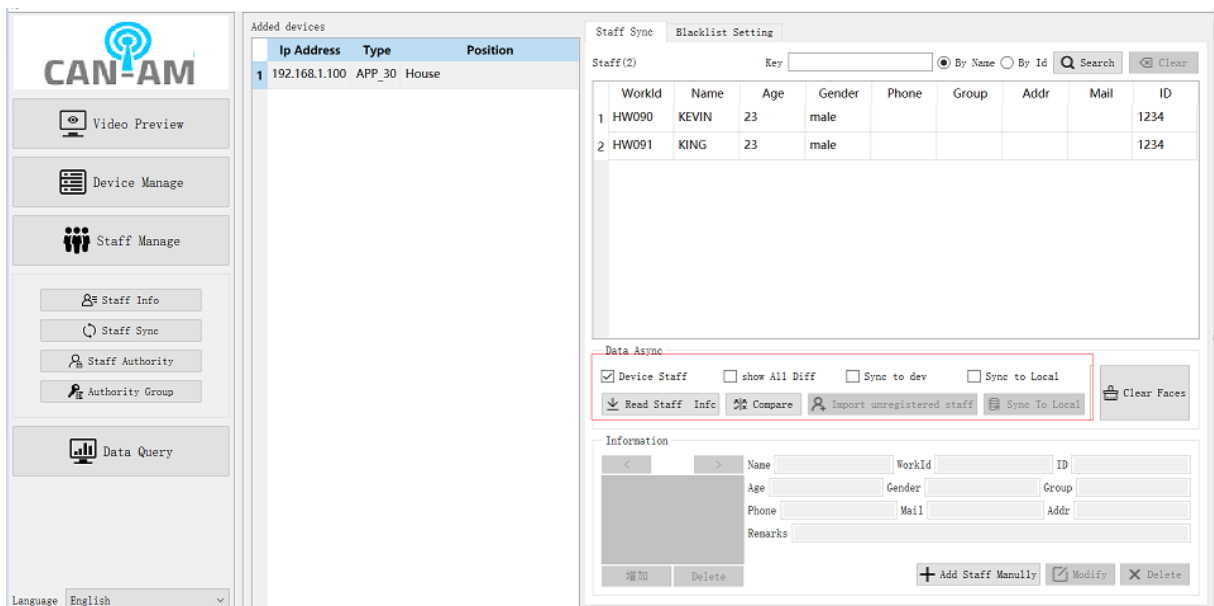 CAN-AM
Video Preview
Device Manage
Staff Manage
Staff Info
Staff Sync
Staff Authority
Authority Group
Data Query
Language English
Added devices
Ip Address Type Position
1 192.168.1.100 APP_30 House
Staff Sync Blacklist Setting
Staff(2) Key By Name By Id Search Clear
WorkId Name Age Gender Phone Group Addr Mail ID
1 HW090 KEVIN 23 male 1234
2 HW091 KING 23 male 1234
Data Async
Device Staff show All Diff Sync to dev Sync to Local
Read Staff Infc Compare Import unregistered staff Sync To Local
Clear Faces
Information
< > Name WorkId ID
Age Gender Group
Phone Mail Addr
Remarks
增加 Delete
Add Staff Manully Modify Delete